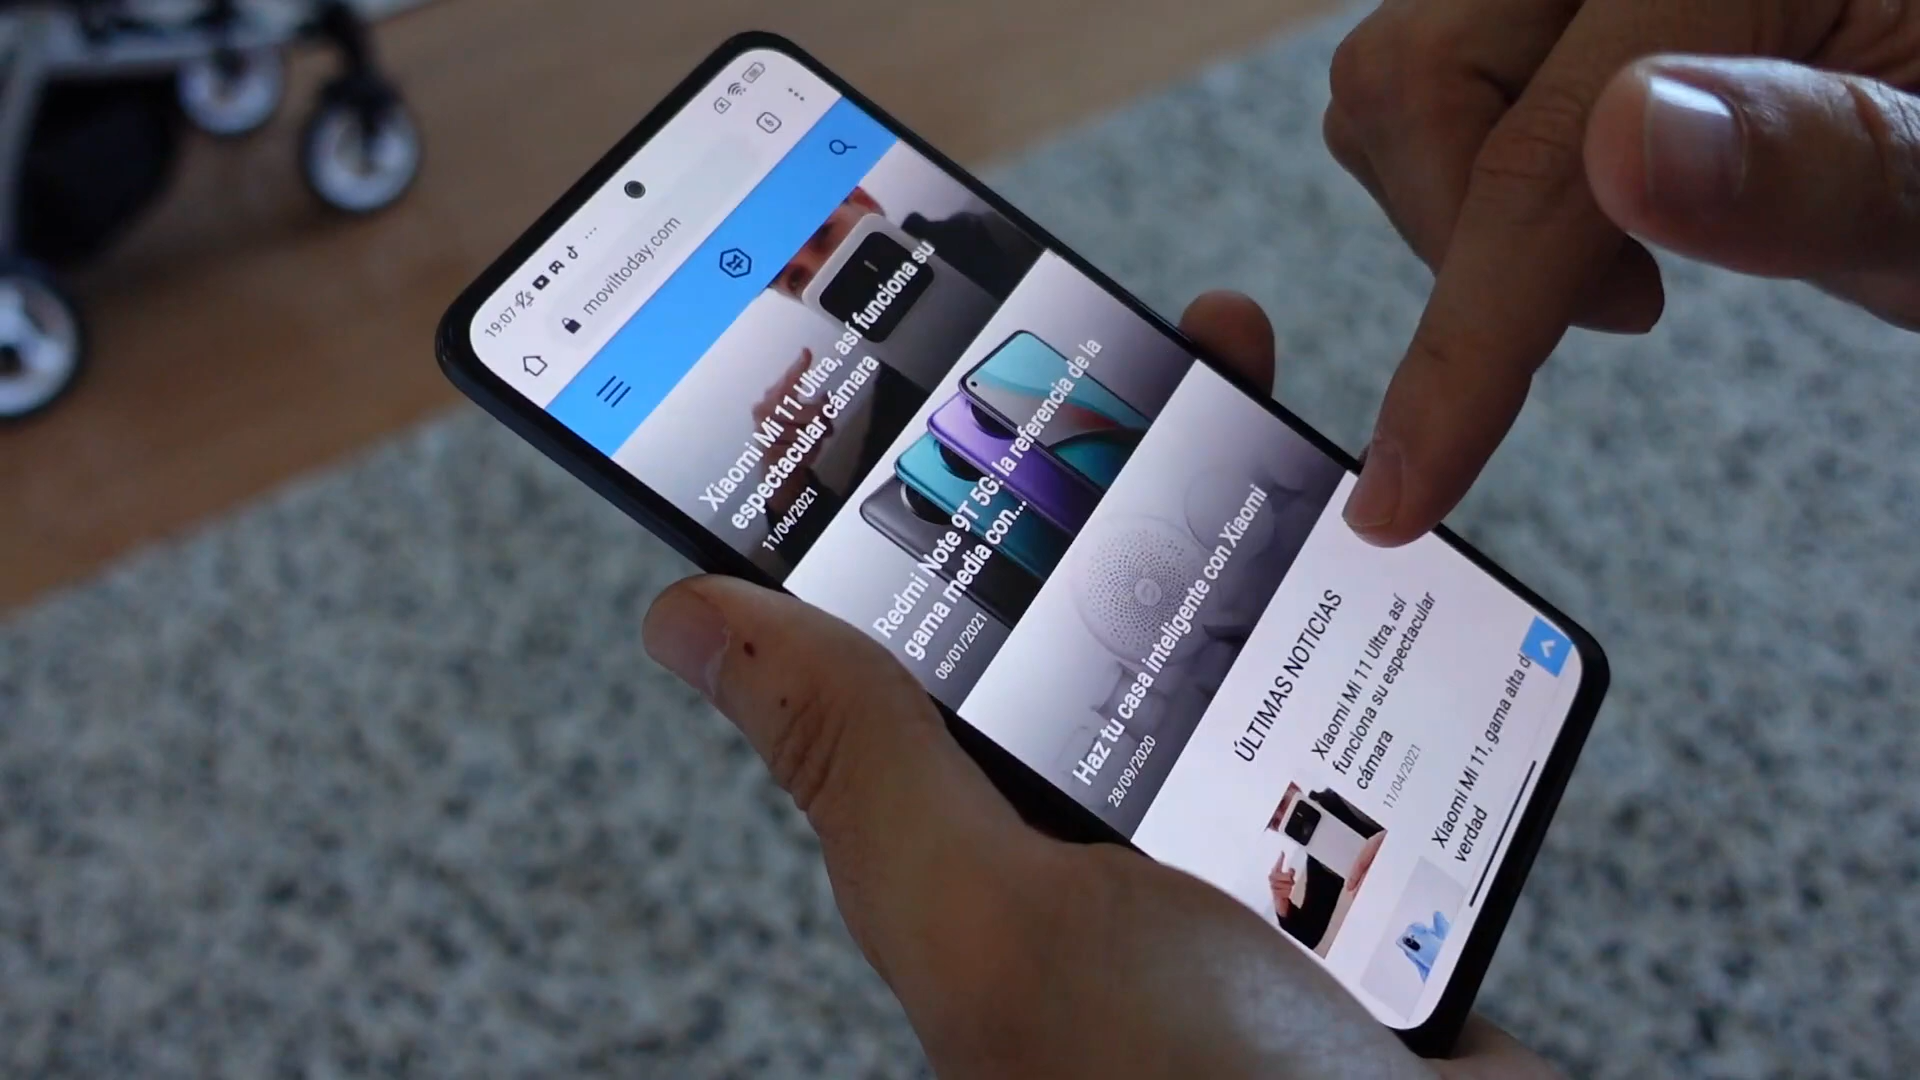 19:07
6
moviltoday.com
Xiaomi Mi 11 Ultra, así funciona su
espectacular cámara
11/04/2021
Redmi Note 9T 5G: la referencia de la
gama media con...
08/01/2021
Haz tu casa inteligente con Xiaomi
28/09/2020
ÚLTIMAS NOTICIAS
Xiaomi Mi 11 Ultra, así
funciona su espectacular
cámara
11/04/2021
Xiaomi Mi 11, gama alta d
verdad